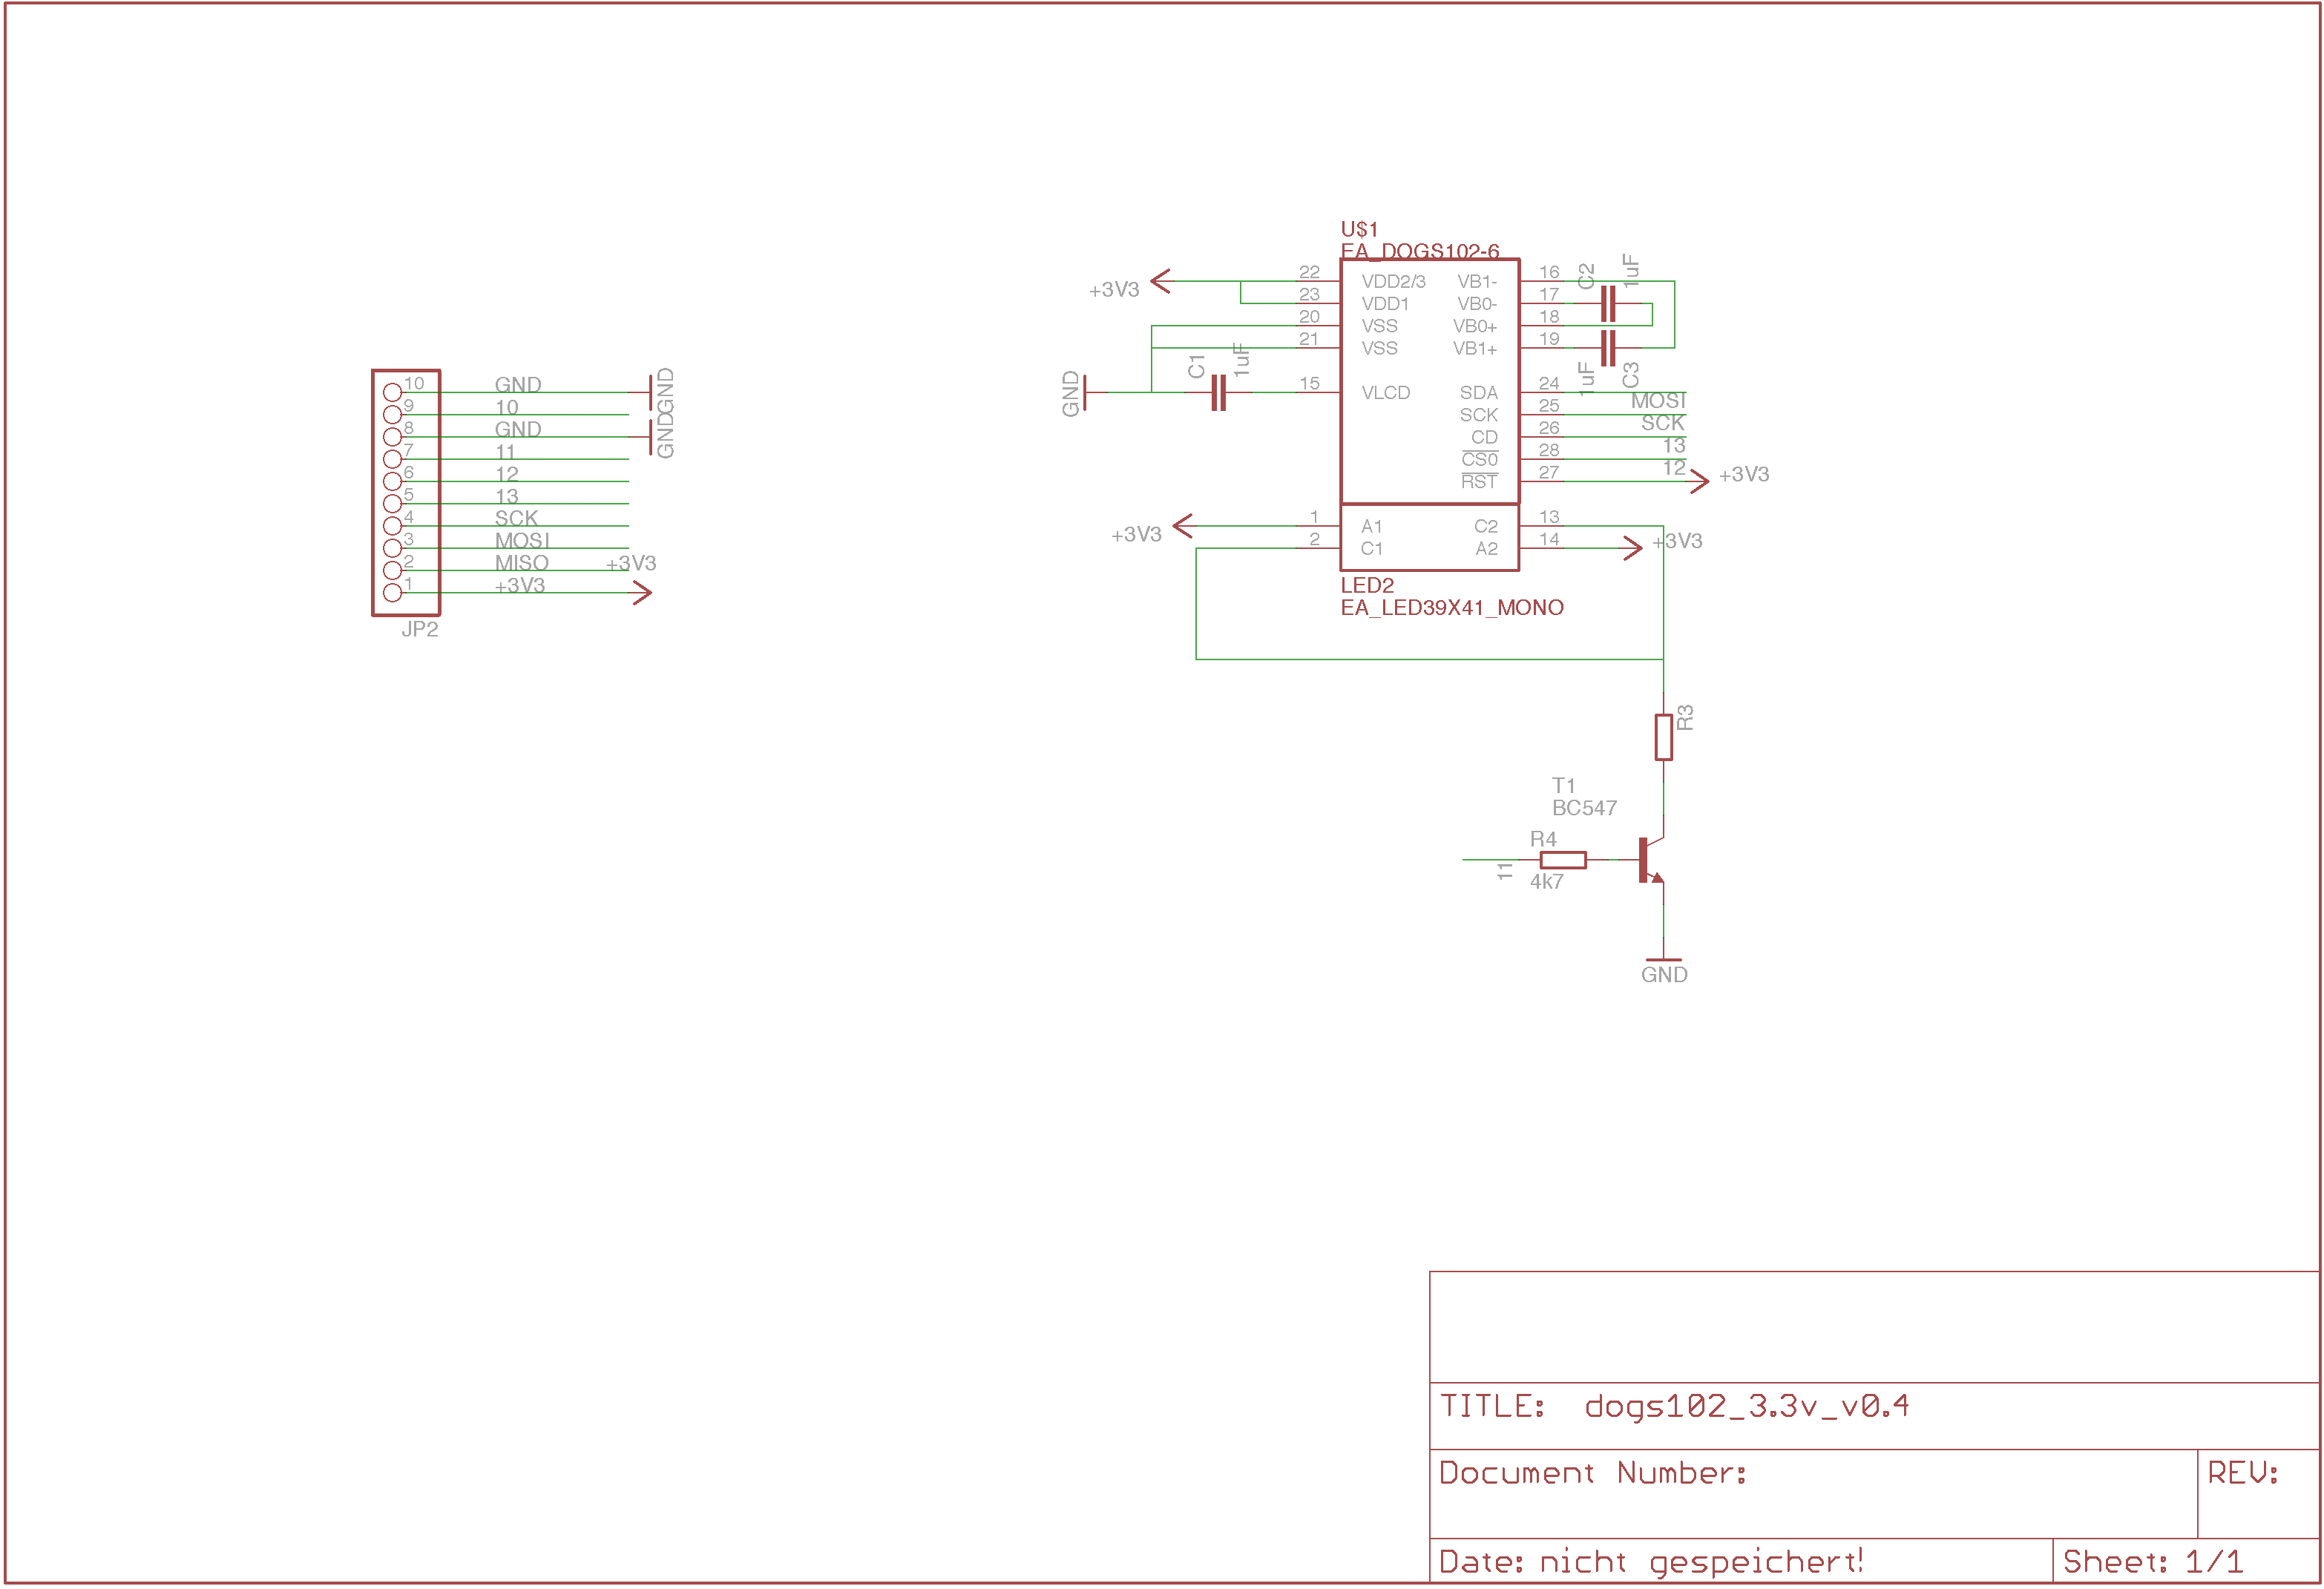 10 GND GND
9 10
8 GND GND
7 11
6 12
5 13
4 SCK
3 MOSI
2 MISO +3V3
1 +3V3
JP2
U$1
EA_DOGS102-6
+3V3 22 VDD2/3 VB1- 16 C2 1uF
23 VDD1 VB0- 17
20 VSS VB0+ 18
21 VSS VB1+ 19
GND C1 1uF 15 VLCD SDA 24 1uF C3
MOSI
SCK 25
SCK
CD 26
13
CS0 28
12
RST 27 +3V3
+3V3 1 A1 C2 13
2 C1 A2 14 +3V3
LED2
EA_LED39X41_MONO
R3
T1
BC547
R4
11 4k7
GND
TITLE: dogs102_3.3v_v0.4
Document Number: REV:
Date: nicht gespeichert! Sheet: 1/1